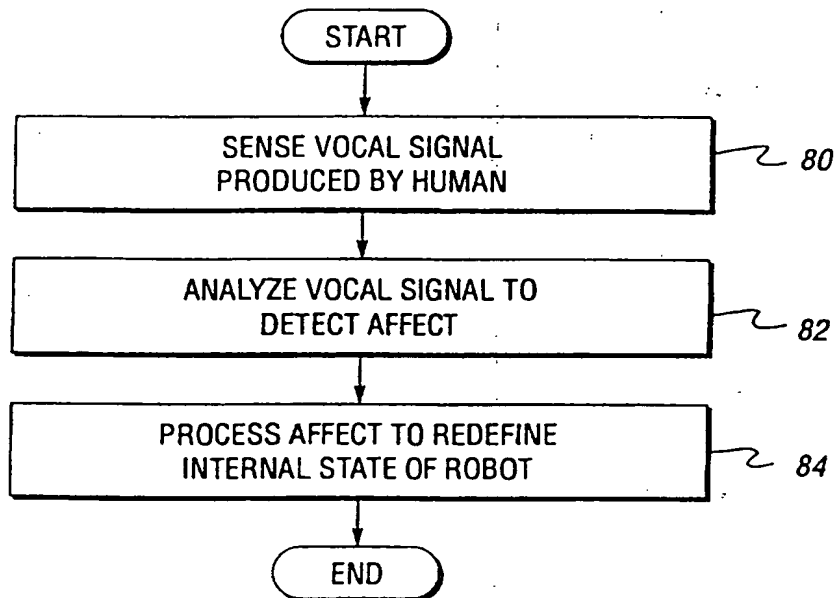 START
SENSE VOCAL SIGNAL
PRODUCED BY HUMAN
80
ANALYZE VOCAL SIGNAL TO
DETECT AFFECT
82
PROCESS AFFECT TO REDEFINE
INTERNAL STATE OF ROBOT
84
END